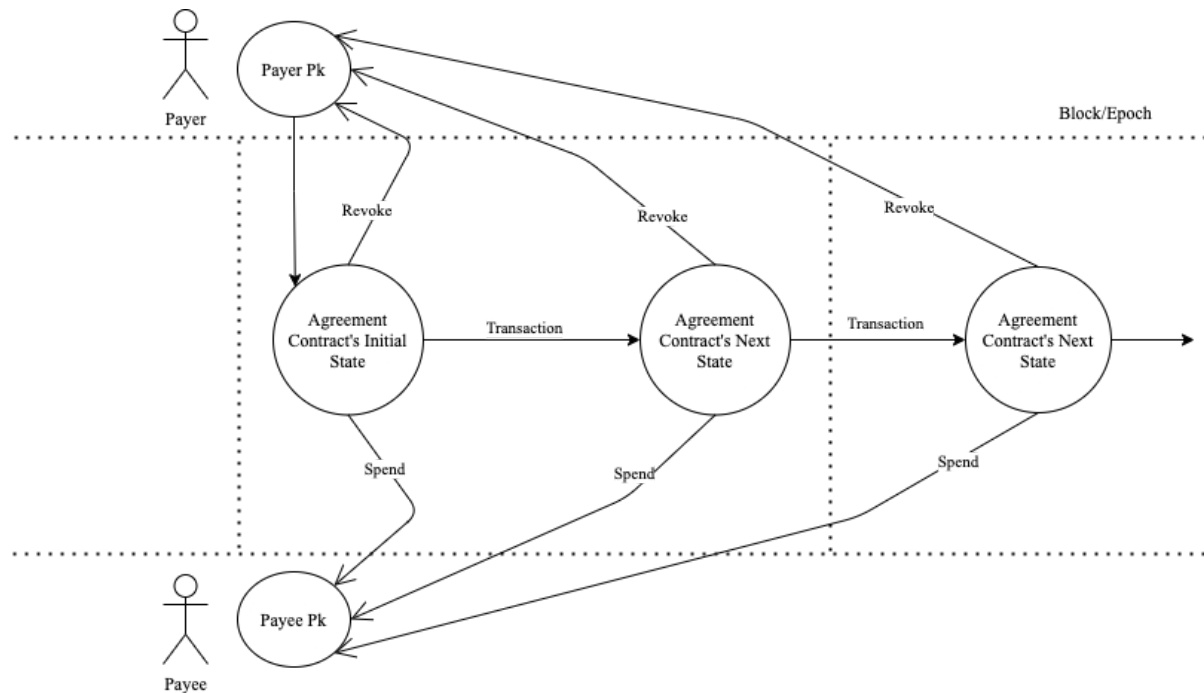 Payer Pk
Payer
Block/Epoch
Revoke
Revoke
Revoke
Agreement
Contract's Initial
State
Transaction
Agreement
Contract's Next
State
Transaction
Agreement
Contract's Next
State
Spend
Spend
Spend
Payee Pk
Payee